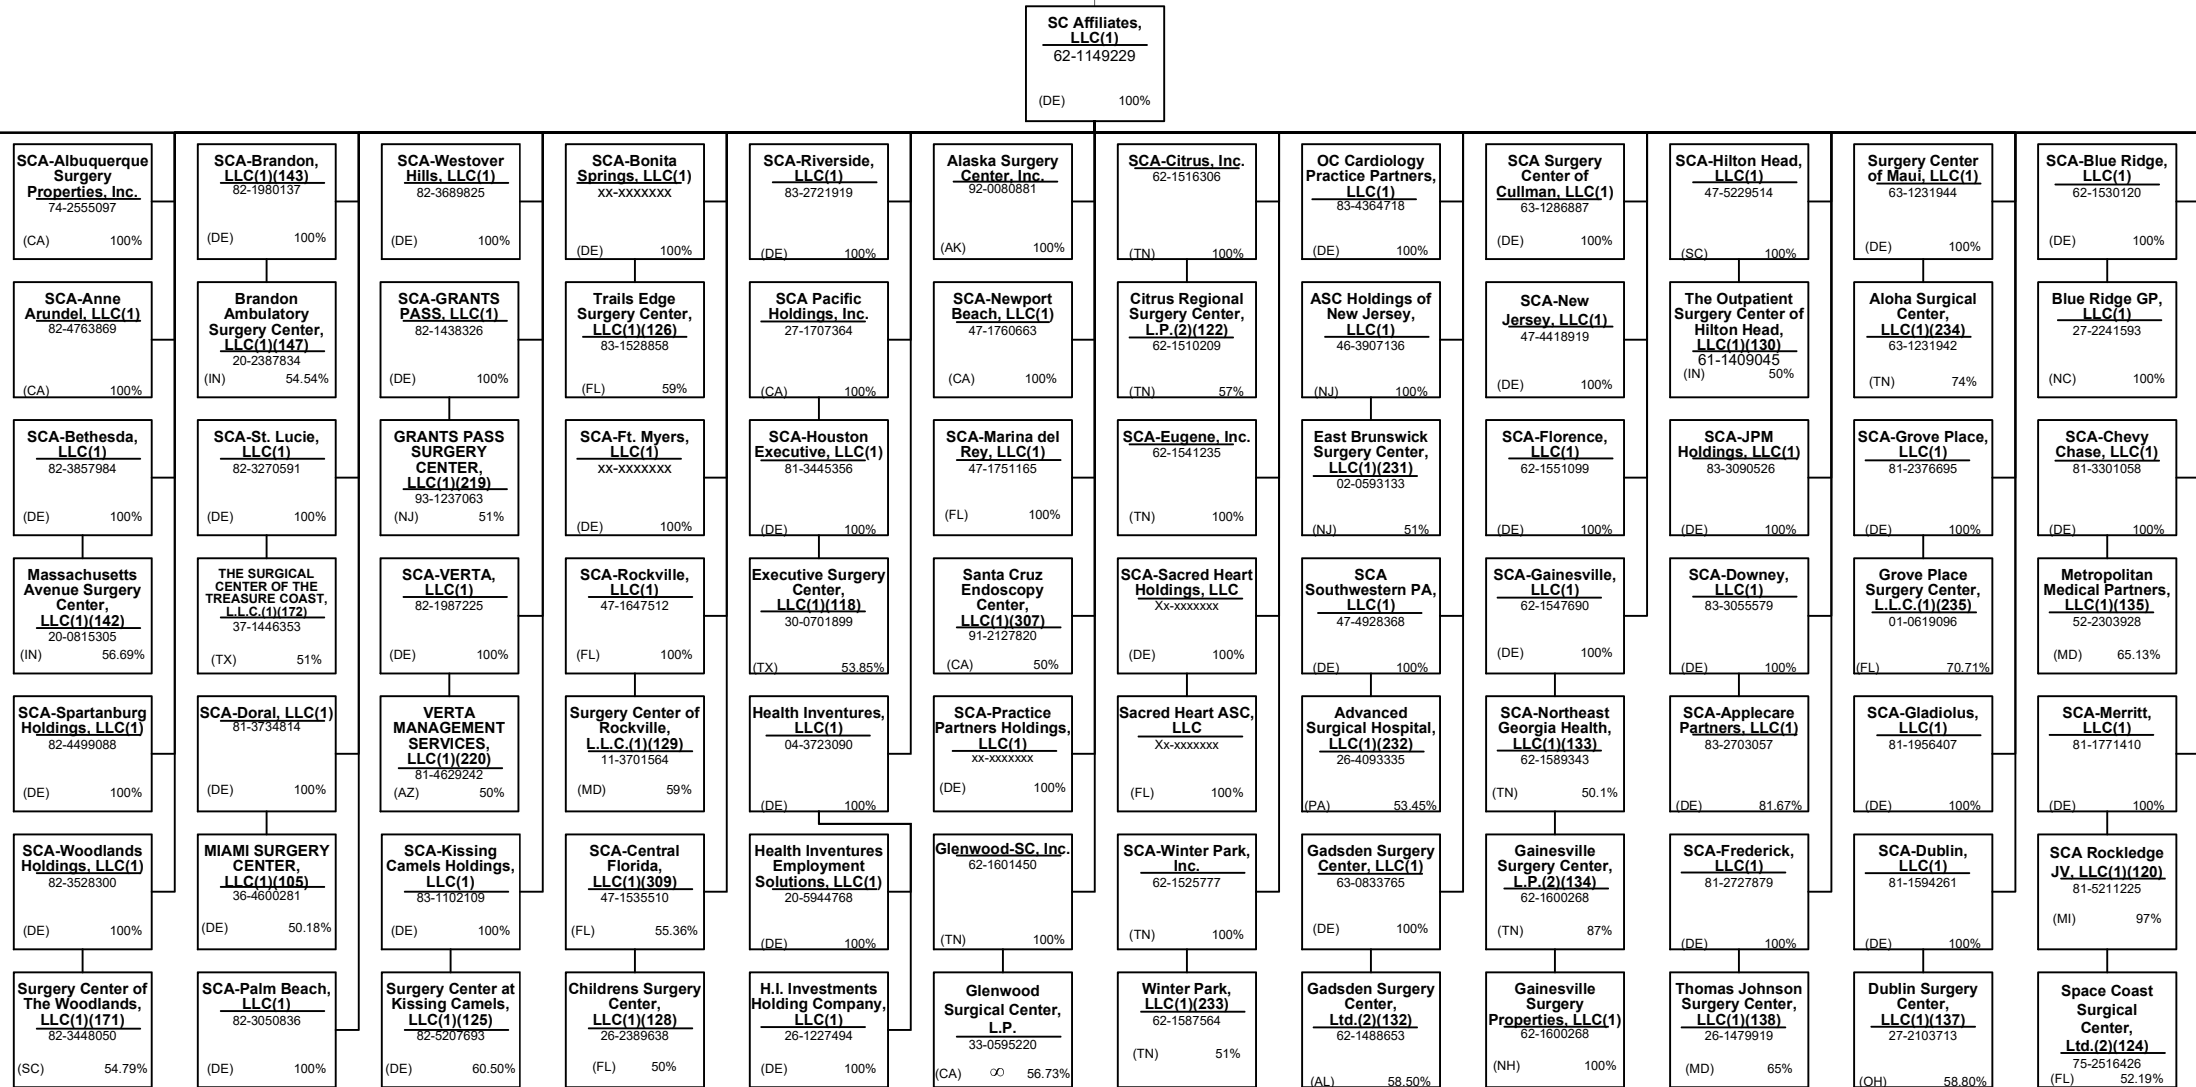 SC Affiliates,
LLC(1)
62-1149229
(DE) 100%
SCA-Albuquerque
Surgery
Properties, Inc.
74-2555097
(CA) 100%
SCA-Brandon,
LLC(1)(143)
82-1980137
(DE) 100%
SCA-Westover
Hills, LLC(1)
82-3689825
(DE) 100%
SCA-Bonita
Springs, LLC(1)
xx-xxxxxxx
(DE) 100%
SCA-Riverside,
LLC(1)
83-2721919
(DE) 100%
Alaska Surgery
Center, Inc.
92-0080881
(AK) 100%
SCA-Citrus, Inc.
62-1516306
(TN) 100%
OC Cardiology
Practice Partners,
LLC(1)
83-4364718
(DE) 100%
SCA Surgery
Center of
Cullman, LLC(1)
63-1286887
(DE) 100%
SCA-Hilton Head,
LLC(1)
47-5229514
(SC) 100%
Surgery Center
of Maui, LLC(1)
63-1231944
(DE) 100%
SCA-Blue Ridge,
LLC(1)
62-1530120
(DE) 100%
SCA-Anne
Arundel, LLC(1)
82-4763869
(CA) 100%
Brandon
Ambulatory
Surgery Center,
LLC(1)(147)
20-2387834
(IN) 54.54%
SCA-GRANTS
PASS, LLC(1)
82-1438326
(DE) 100%
Trails Edge
Surgery Center,
LLC(1)(126)
83-1528858
(FL) 59%
SCA Pacific
Holdings, Inc.
27-1707364
(CA) 100%
SCA-Newport
Beach, LLC(1)
47-1760663
(CA) 100%
Citrus Regional
Surgery Center,
L.P.(2)(122)
62-1510209
(TN) 57%
ASC Holdings of
New Jersey,
LLC(1)
46-3907136
(NJ) 100%
SCA-New
Jersey, LLC(1)
47-4418919
(DE) 100%
The Outpatient
Surgery Center of
Hilton Head,
LLC(1)(130)
61-1409045
(IN) 50%
Aloha Surgical
Center,
LLC(1)(234)
63-1231942
(TN) 74%
Blue Ridge GP,
LLC(1)
27-2241593
(NC) 100%
SCA-Bethesda,
LLC(1)
82-3857984
(DE) 100%
SCA-St. Lucie,
LLC(1)
82-3270591
(DE) 100%
GRANTS PASS
SURGERY
CENTER,
LLC(1)(219)
93-1237063
(NJ) 51%
SCA-Ft. Myers,
LLC(1)
xx-xxxxxxx
(DE) 100%
SCA-Houston
Executive, LLC(1)
81-3445356
(DE) 100%
SCA-Marina del
Rey, LLC(1)
47-1751165
(FL) 100%
SCA-Eugene, Inc.
62-1541235
(TN) 100%
East Brunswick
Surgery Center,
LLC(1)(231)
02-0593133
(NJ) 51%
SCA-Florence,
LLC(1)
62-1551099
(DE) 100%
SCA-JPM
Holdings, LLC(1)
83-3090526
(DE) 100%
SCA-Grove Place,
LLC(1)
81-2376695
(DE) 100%
SCA-Chevy
Chase, LLC(1)
81-3301058
(DE) 100%
Massachusetts
Avenue Surgery
Center,
LLC(1)(142)
20-0815305
(IN) 56.69%
THE SURGICAL
CENTER OF THE
TREASURE COAST,
L.L.C.(1)(172)
37-1446353
(TX) 51%
SCA-VERTA,
LLC(1)
82-1987225
(DE) 100%
SCA-Rockville,
LLC(1)
47-1647512
(FL) 100%
Executive Surgery
Center,
LLC(1)(118)
30-0701899
(TX) 53.85%
Santa Cruz
Endoscopy
Center,
LLC(1)(307)
91-2127820
(CA) 50%
SCA-Sacred Heart
Holdings, LLC
Xx-xxxxxxx
(DE) 100%
SCA
Southwestern PA,
LLC(1)
47-4928368
(DE) 100%
SCA-Gainesville,
LLC(1)
62-1547690
(DE) 100%
SCA-Downey,
LLC(1)
83-3055579
(DE) 100%
Grove Place
Surgery Center,
L.L.C.(1)(235)
01-0619096
(FL) 70.71%
Metropolitan
Medical Partners,
LLC(1)(135)
52-2303928
(MD) 65.13%
SCA-Spartanburg
Holdings, LLC(1)
82-4499088
(DE) 100%
SCA-Doral, LLC(1)
81-3734814
(DE) 100%
VERTA
MANAGEMENT
SERVICES,
LLC(1)(220)
81-4629242
(AZ) 50%
Surgery Center of
Rockville,
L.L.C.(1)(129)
11-3701564
(MD) 59%
Health Inventures,
LLC(1)
04-3723090
(DE) 100%
SCA-Practice
Partners Holdings,
LLC(1)
xx-xxxxxxx
(DE) 100%
Sacred Heart ASC,
LLC
Xx-xxxxxxx
(FL) 100%
Advanced
Surgical Hospital,
LLC(1)(232)
26-4093335
(PA) 53.45%
SCA-Northeast
Georgia Health,
LLC(1)(133)
62-1589343
(TN) 50.1%
SCA-Applecare
Partners, LLC(1)
83-2703057
(DE) 81.67%
SCA-Gladiolus,
LLC(1)
81-1956407
(DE) 100%
SCA-Merritt,
LLC(1)
81-1771410
(DE) 100%
SCA-Woodlands
Holdings, LLC(1)
82-3528300
(DE) 100%
MIAMI SURGERY
CENTER,
LLC(1)(105)
36-4600281
(DE) 50.18%
SCA-Kissing
Camels Holdings,
LLC(1)
83-1102109
(DE) 100%
SCA-Central
Florida,
LLC(1)(309)
47-1535510
(FL) 55.36%
Health Inventures
Employment
Solutions, LLC(1)
20-5944768
(DE) 100%
Glenwood-SC, Inc.
62-1601450
(TN) 100%
SCA-Winter Park,
Inc.
62-1525777
(TN) 100%
Gadsden Surgery
Center, LLC(1)
63-0833765
(DE) 100%
Gainesville
Surgery Center,
L.P.(2)(134)
62-1600268
(TN) 87%
SCA-Frederick,
LLC(1)
81-2727879
(DE) 100%
SCA-Dublin,
LLC(1)
81-1594261
(DE) 100%
SCA Rockledge
JV, LLC(1)(120)
81-5211225
(MI) 97%
Surgery Center of
The Woodlands,
LLC(1)(171)
82-3448050
(SC) 54.79%
SCA-Palm Beach,
LLC(1)
82-3050836
(DE) 100%
Surgery Center at
Kissing Camels,
LLC(1)(125)
82-5207693
(DE) 60.50%
Childrens Surgery
Center,
LLC(1)(128)
26-2389638
(FL) 50%
H.I. Investments
Holding Company,
LLC(1)
26-1227494
(DE) 100%
Glenwood
Surgical Center,
L.P.
33-0595220
(CA) ∞ 56.73%
Winter Park,
LLC(1)(233)
62-1587564
(TN) 51%
Gadsden Surgery
Center,
Ltd.(2)(132)
62-1488653
(AL) 58.50%
Gainesville
Surgery
Properties, LLC(1)
62-1600268
(NH) 100%
Thomas Johnson
Surgery Center,
LLC(1)(138)
26-1479919
(MD) 65%
Dublin Surgery
Center,
LLC(1)(137)
27-2103713
(OH) 58.80%
Space Coast
Surgical
Center,
Ltd.(2)(124)
75-2516426
(FL) 52.19%